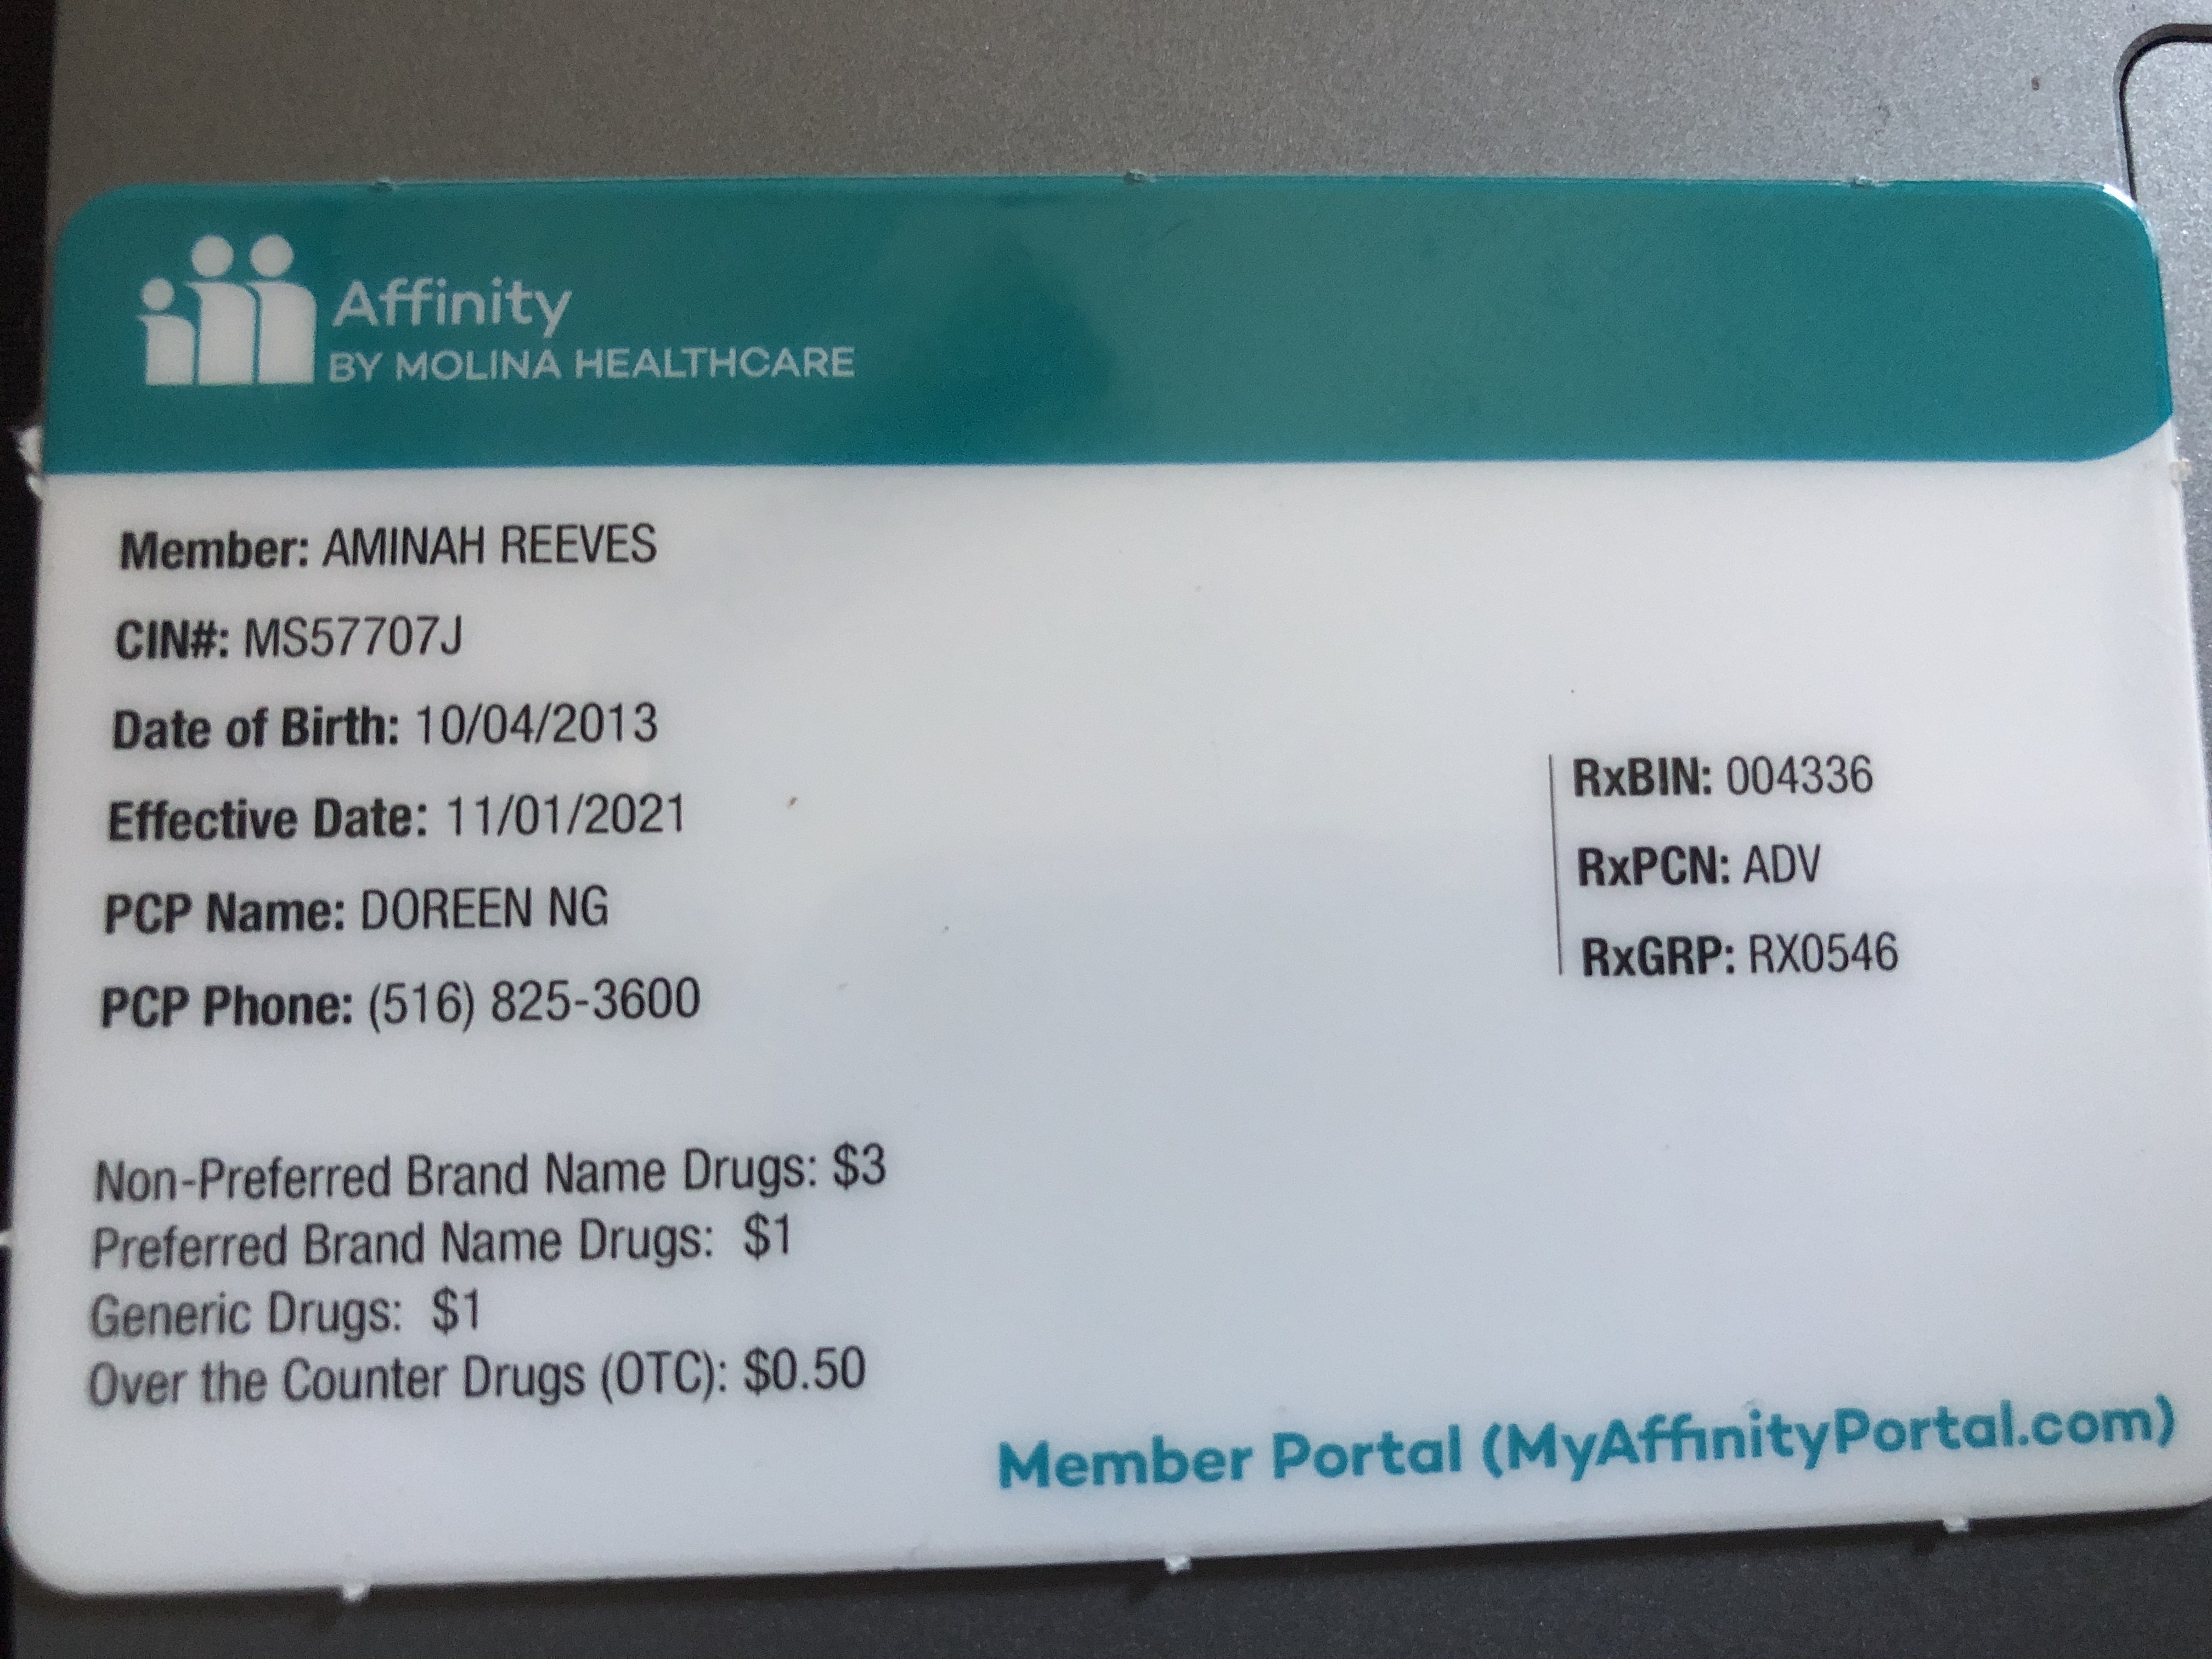 Affinity
BY MOLINA HEALTHCARE
Member: AMINAH REEVES
CIN#: MS57707J
Date of Birth: 10/04/2013
Effective Date: 11/01/2021
PCP Name: DOREEN NG
PCP Phone: (516) 825-3600
RxBIN: 004336
RxPCN: ADV
RxGRP: RX0546
Non-Preferred Brand Name Drugs: $3
Preferred Brand Name Drugs: $1
Generic Drugs: $1
Over the Counter Drugs (OTC): $0.50
Member Portal (MyAffinityPortal.com)